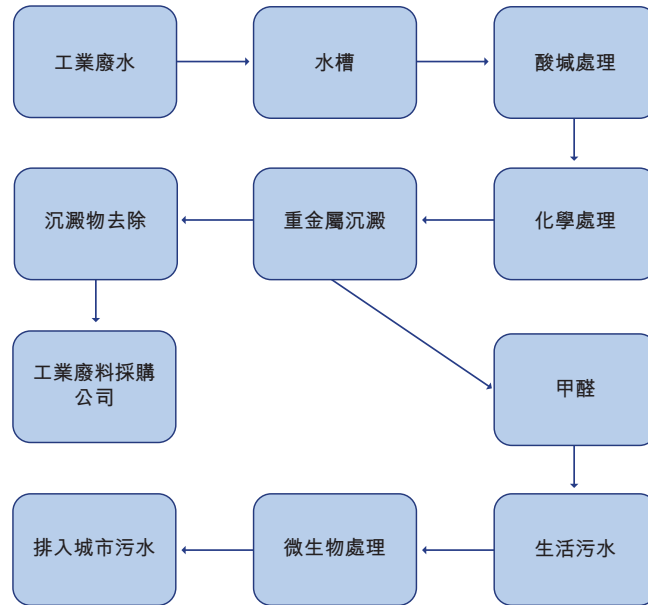 工業廢水
水槽
酸堿處理
沉澱物去除
重金屬沉澱
化學處理
工業廢料採購
公司
甲醛
排入城市污水
微生物處理
生活污水